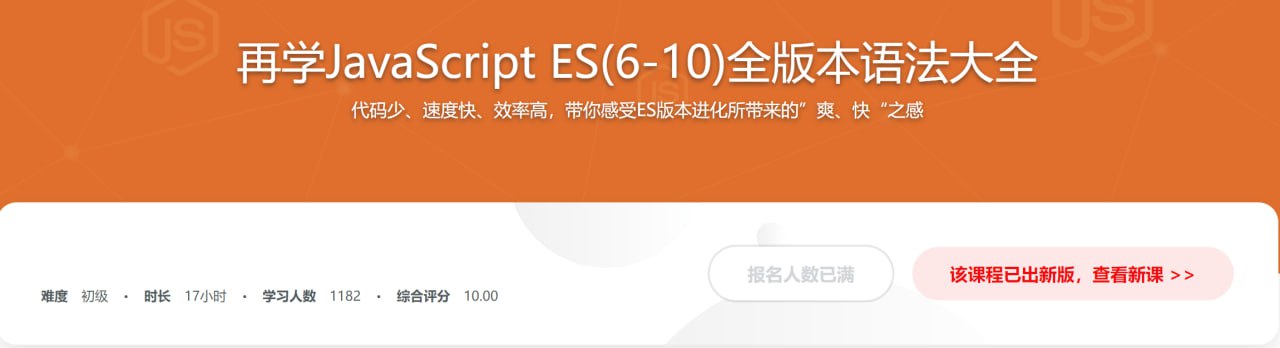 再学JavaScript ES(6-10)全版本语法大全
代码少、速度快、效率高，带你感受ES版本进化所带来的”爽、快“之感
报名人数已满
该课程已出新版，查看新课 >>
难度 初级 · 时长 17小时 · 学习人数 1182 · 综合评分 10.00
JS
JS
JS